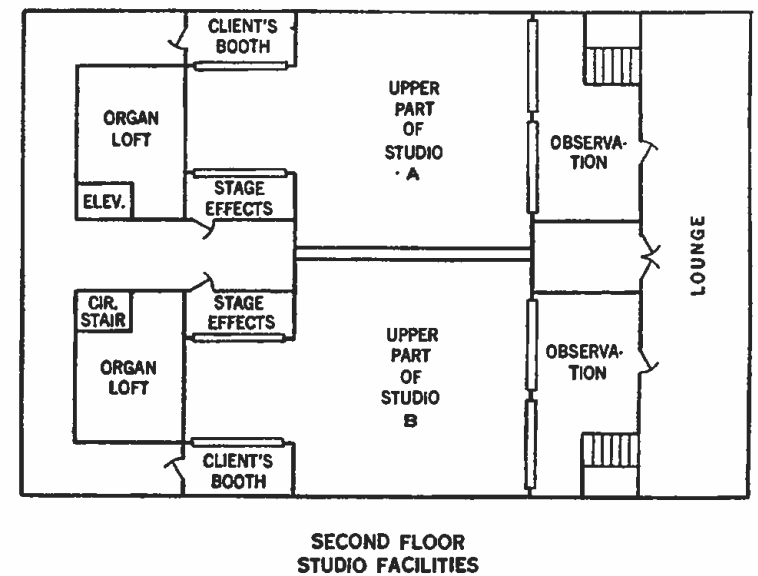 CLIENT'S
BOOTH
ORGAN
LOFT
UPPER
PART
OF
STUDIO
A
OBSERVA-
TION
ELEV.
STAGE
EFFECTS
LOUNGE
CIR.
STAIR
STAGE
EFFECTS
ORGAN
LOFT
UPPER
PART
OF
STUDIO
B
OBSERVA-
TION
CLIENT'S
BOOTH
SECOND FLOOR
STUDIO FACILITIES